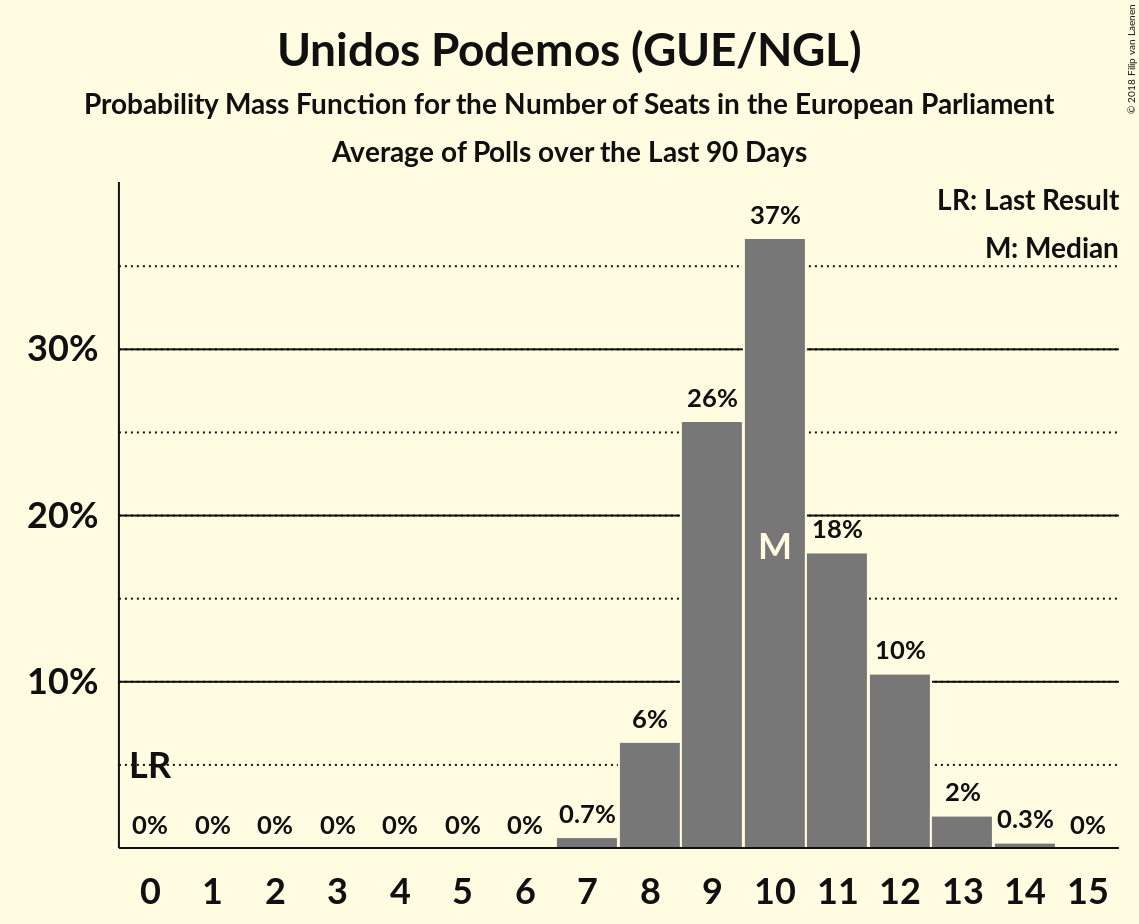 Unidos Podemos (GUE/NGL)
Probability Mass Function for the Number of Seats in the European Parliament
Average of Polls over the Last 90 Days
© 2018 Filip van Laenen
LR: Last Result
M: Median
37%
30%
26%
20%
18%
M
10%
10%
6%
LR
2%
0.7%
0.3%
0% 0% 0% 0% 0% 0% 0% 0%
0 1 2 3 4 5 6 7 8 9 10 11 12 13 14 15